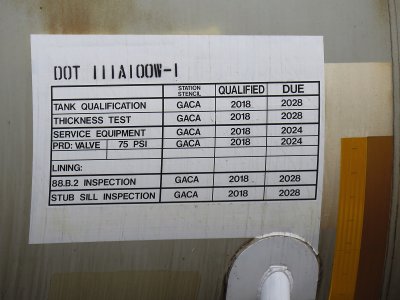 DOT 111A100W-1
STATION STENCIL QUALIFIED DUE
TANK QUALIFICATION GACA 2018 2028
THICKNESS TEST GACA 2018 2028
SERVICE EQUIPMENT GACA 2018 2024
PRD: VALVE 75 PSI GACA 2018 2024
LINING:
88.B.2 INSPECTION GACA 2018 2028
STUB SILL INSPECTION GACA 2018 2028